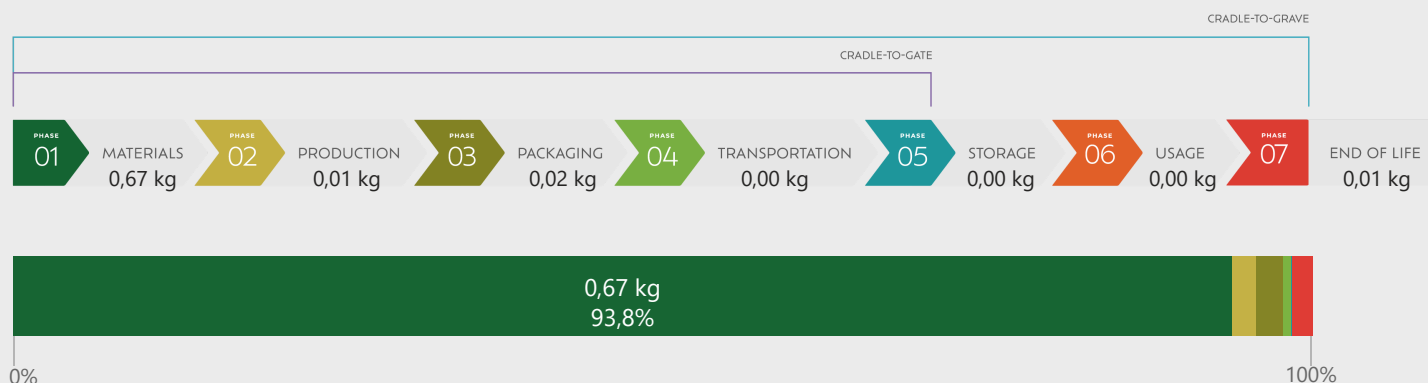 CRADLE-TO-GRAVE
CRADLE-TO-GATE
PHASE
01
MATERIALS
0,67 kg
PHASE
02
PRODUCTION
0,01 kg
PHASE
03
PACKAGING
0,02 kg
PHASE
04
TRANSPORTATION
0,00 kg
PHASE
05
STORAGE
0,00 kg
PHASE
06
USAGE
0,00 kg
PHASE
07
END OF LIFE
0,01 kg
0,67 kg
93,8%
0%
100%